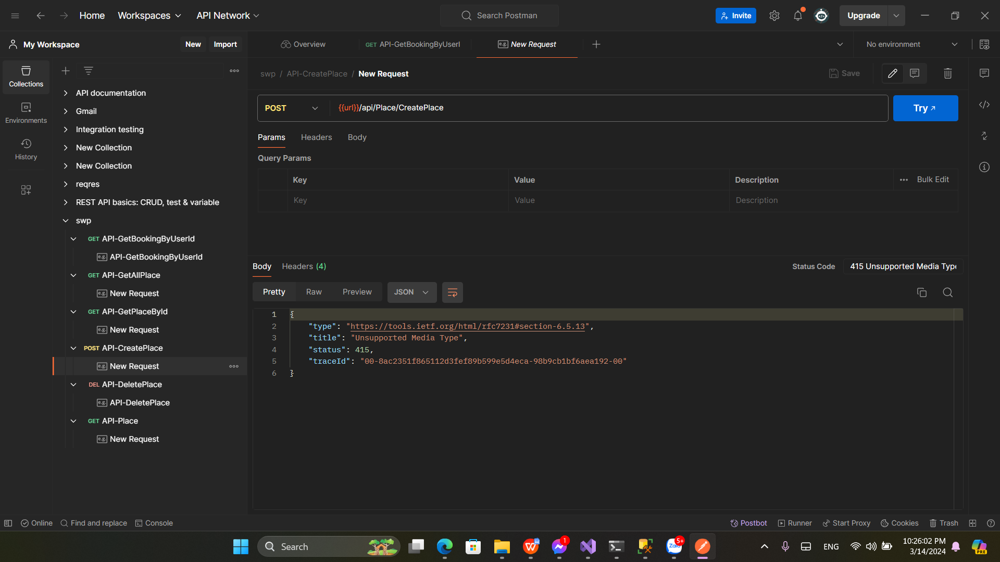 Home
Workspaces
API Network
Search Postman
Invite
Upgrade
My Workspace
New
Import
Overview
GET API-GetBookingByUserI
e.g. New Request
No environment
Collections
Environments
History
API documentation
Gmail
Integration testing
New Collection
New Collection
reqres
REST API basics: CRUD, test & variable
swp
GET API-GetBookingByUserId
e.g. API-GetBookingByUserId
GET API-GetAllPlace
e.g. New Request
GET API-GetPlaceById
e.g. New Request
POST API-CreatePlace
e.g. New Request
DEL API-DeletePlace
e.g. API-DeletePlace
GET API-Place
e.g. New Request
swp / API-CreatePlace / New Request
Save
POST
{{url}}/api/Place/CreatePlace
Try
Params
Headers
Body
Query Params
Key
Value
Description
Bulk Edit
Key
Value
Description
Body
Headers (4)
Status Code
415 Unsupported Media Type
Pretty
Raw
Preview
JSON
1 {
2 "type": "https://tools.ietf.org/html/rfc7231#section-6.5.13",
3 "title": "Unsupported Media Type",
4 "status": 415,
5 "traceId": "00-8ac2351f865112d3fef89b599e5d4eca-98b9cb1bf6aea192-00"
6 }
Online
Find and replace
Console
Postbot
Runner
Start Proxy
Cookies
Trash
Search
1
Zalo
5+
ENG
10:26:02 PM
3/14/2024
PRE